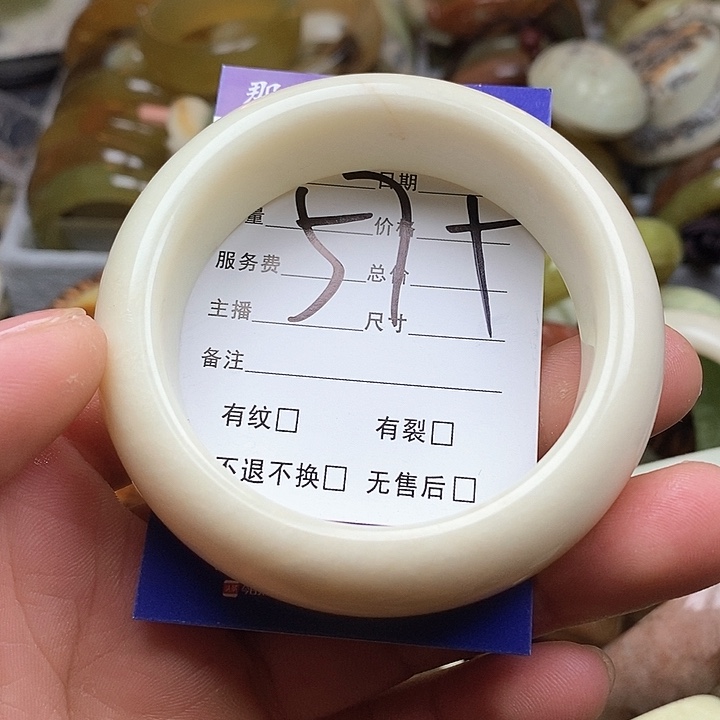 那
日期
量 价格
服务费 总价
主播 尺寸
备注
57+
有纹□ 有裂□
不退不换□ 无售后□